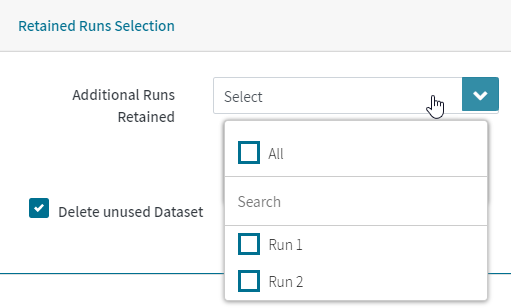 Retained Runs Selection
Additional Runs
Retained
Select
All
Search
Delete unused Dataset
Run 1
Run 2